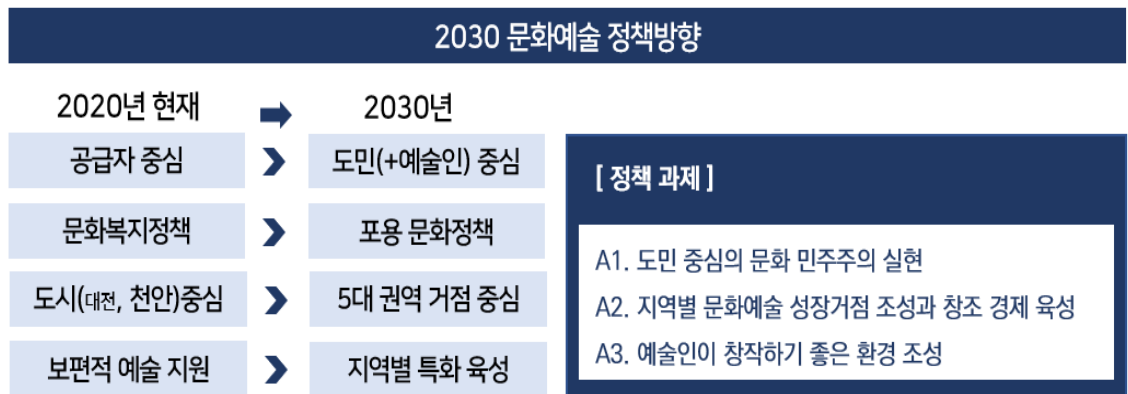 2030 문화예술 정책방향
2020년 현재
2030년
공급자 중심
도민(+예술인) 중심
문화복지정책
포용 문화정책
도시(대전, 천안)중심
5대 권역 거점 중심
보편적 예술 지원
지역별 특화 육성
[ 정책 과제 ]
A1. 도민 중심의 문화 민주주의 실현
A2. 지역별 문화예술 성장거점 조성과 창조 경제 육성
A3. 예술인이 창작하기 좋은 환경 조성